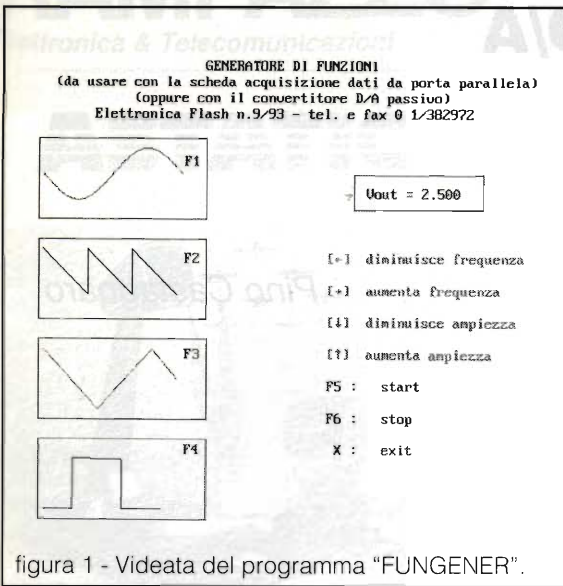 GENERATORE DI FUNZIONI
(da usare con la scheda acquisizione dati da porta parallela)
(oppure con il convertitore D/A passivo)
Elettronica Flash n.9/93 - tel. e fax 0 1/382972
F1
Vout = 2.500
F2
F3
F4
[←] diminuisce frequenza
[→] aumenta frequenza
[↓] diminuisce ampiezza
[↑] aumenta ampiezza
F5 : start
F6 : stop
X : exit
figura 1 - Videata del programma "FUNGENER".